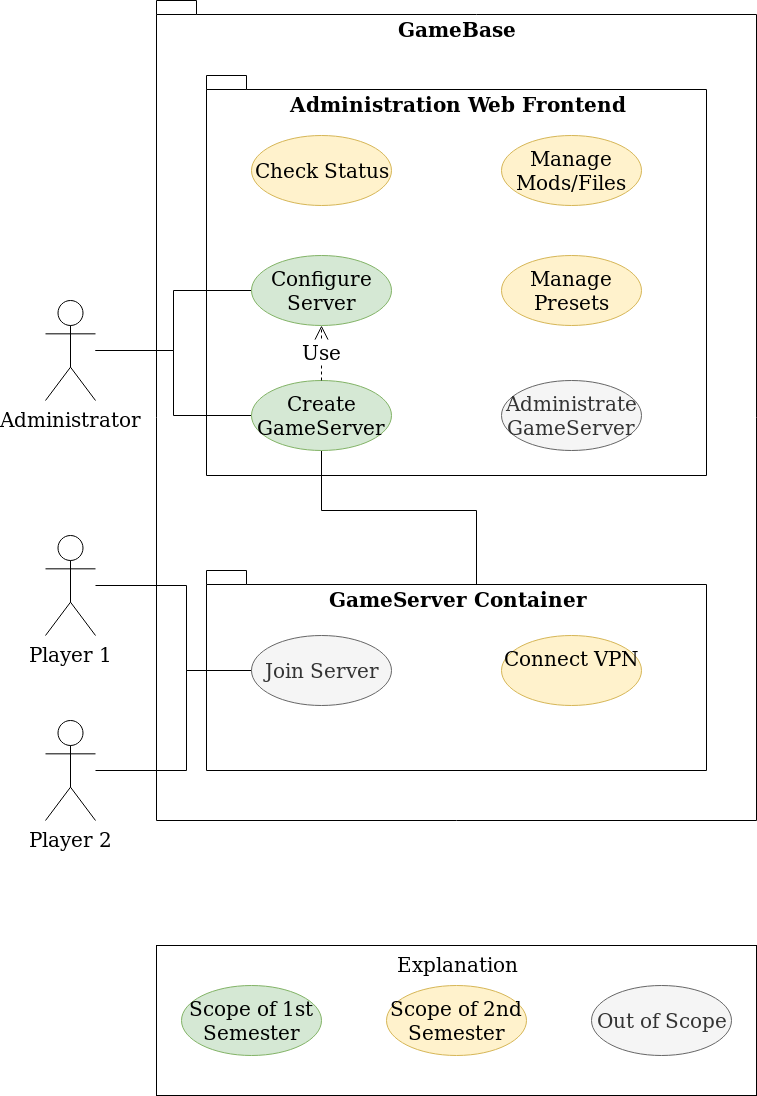 GameBase
Administration Web Frontend
Check Status
Manage
Mods/Files
Configure
Server
Manage
Presets
Use
Create
GameServer
Administrate
GameServer
Administrator
GameServer Container
Join Server
Connect VPN
Player 1
Player 2
Explanation
Scope of 1st
Semester
Scope of 2nd
Semester
Out of Scope